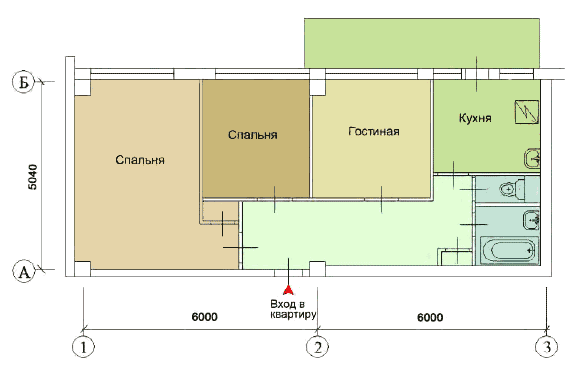 Б
Спальня
Спальня
Гостиная
Кухня
5040
А
Вход в
квартиру
6000
6000
1
2
3